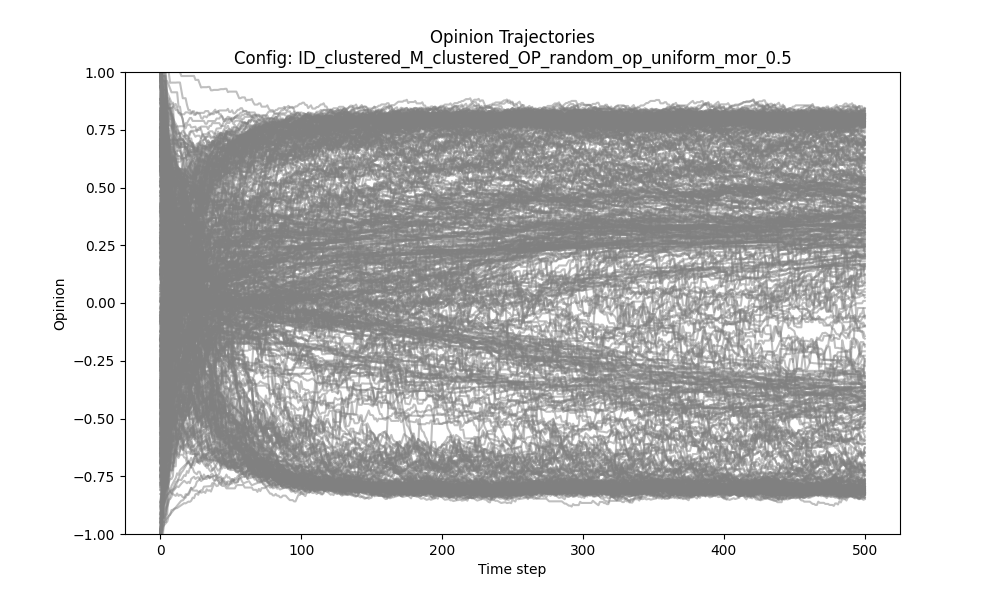 Opinion Trajectories
Config: ID_clustered_M_clustered_OP_random_op_uniform_mor_0.5
1.00
0.75
0.50
0.25
0.00
−0.25
−0.50
−0.75
−1.00
Opinion
0 100 200 300 400 500
Time step